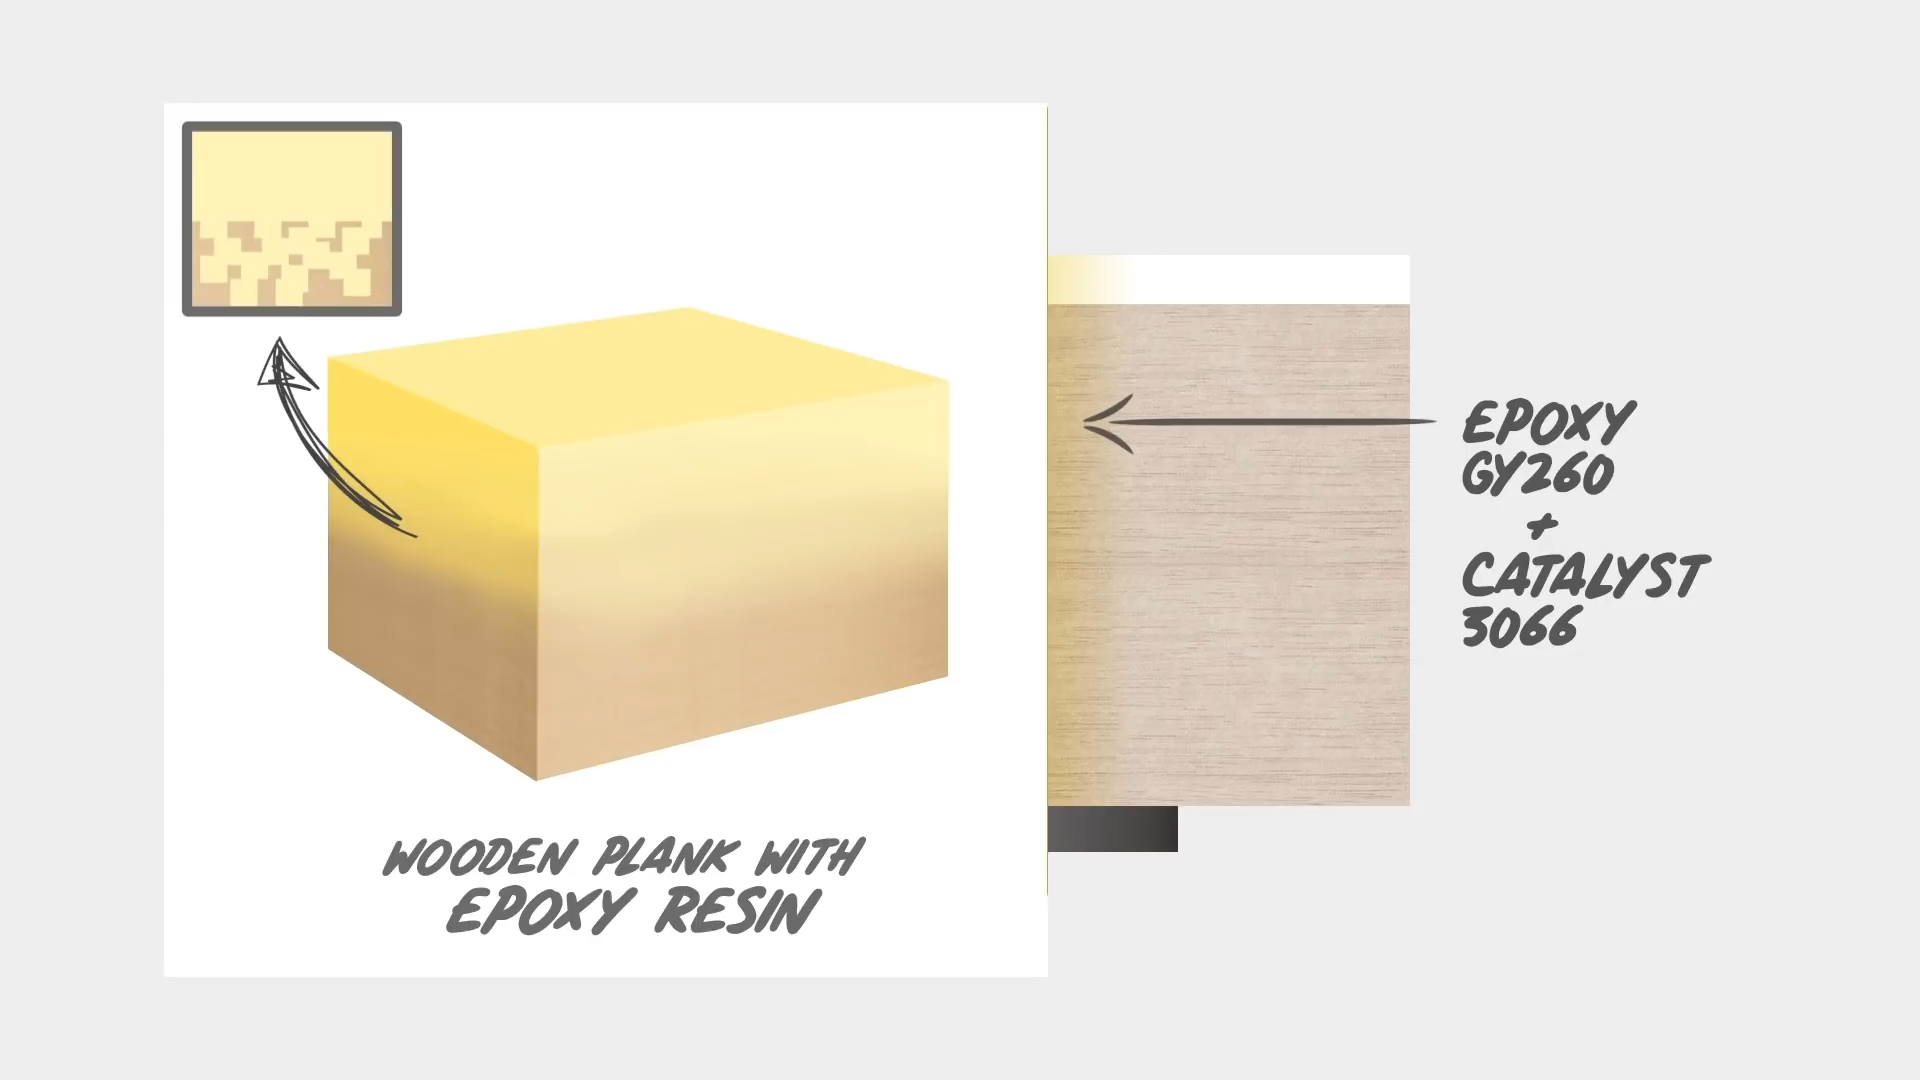 WOODEN PLANK WITH
EPOXY RESIN
EPOXY
GY260
+
CATALYST
3066